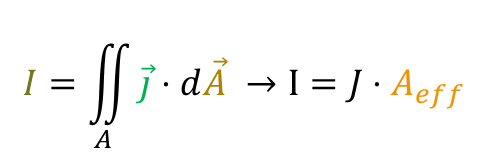 I = ∬_A j⃗ · dA⃗ → I = J · A_eff